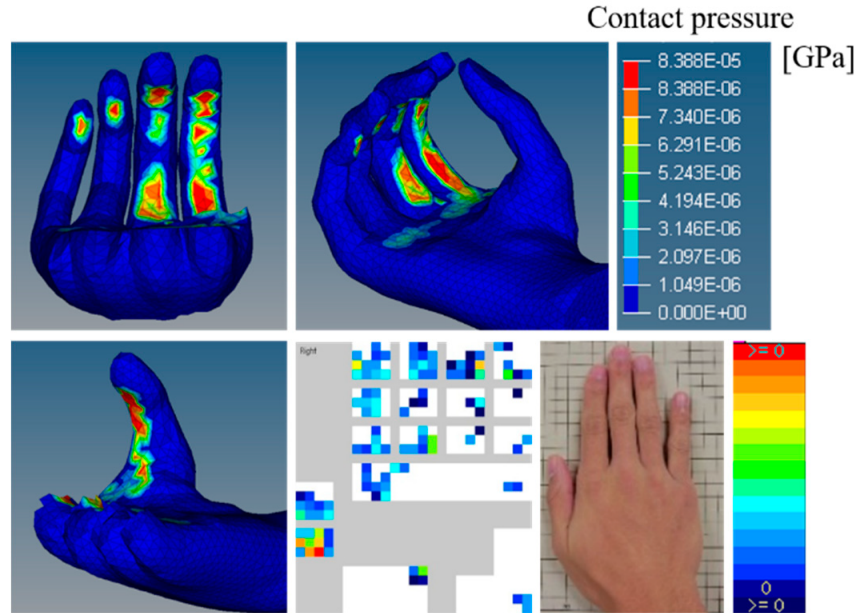 Contact pressure
[GPa]
8.388E-05
8.388E-06
7.340E-06
6.291E-06
5.243E-06
4.194E-06
3.146E-06
2.097E-06
1.049E-06
0.000E+00
Right
>= 0
0
>= 0